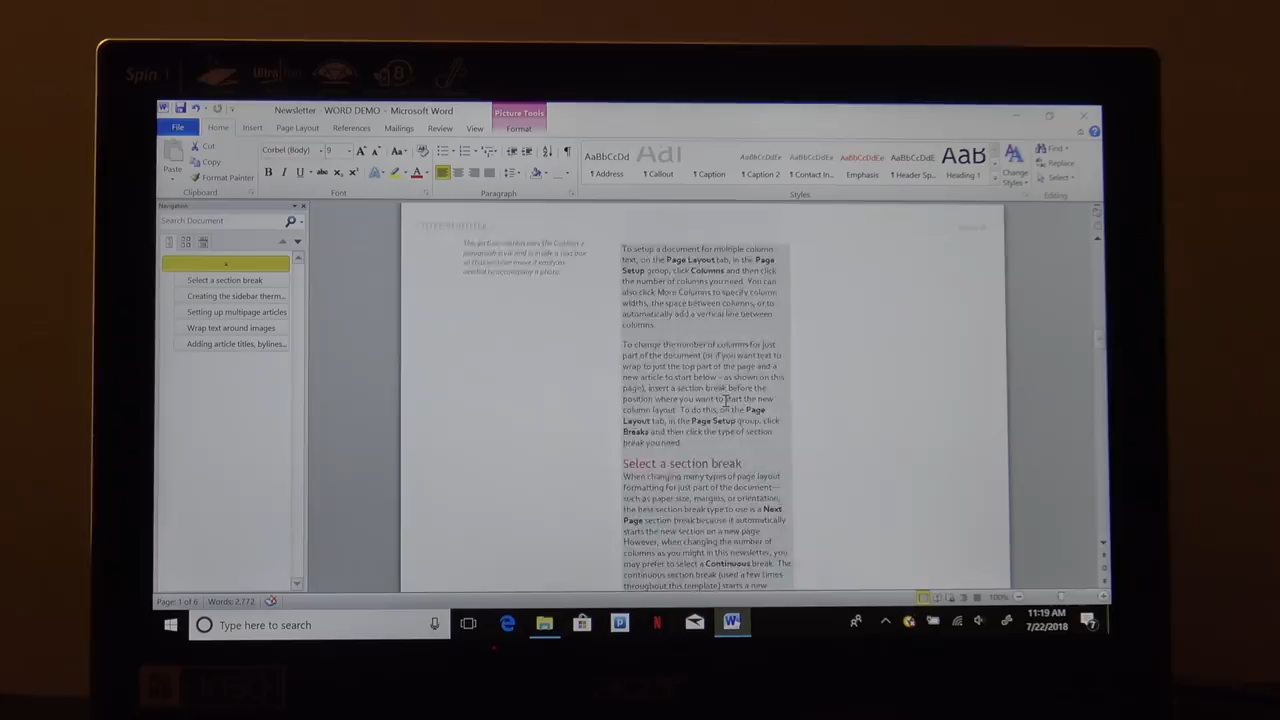 Spin 1
Newsletter - WORD DEMO - Microsoft Word
Picture Tools
File Home Insert Page Layout References Mailings Review View Format
Paste
Cut
Copy
Format Painter
Clipboard
Corbel (Body) 9
Font
Paragraph
AaBbCcDd AaI AaBbCcDdEe AaBbCcDdEe AaBbCcDdEe AaBbCcDdE AaB
¶ Address ¶ Callout ¶ Caption ¶ Caption 2 ¶ Contact In... Emphasis ¶ Header Sp... Heading 1
Change Styles
Styles
Find
Replace
Select
Editing
Navigation
Search Document
Select a section break
Creating the sidebar therm...
Setting up multipage articles
Wrap text around images
Adding article titles, bylines...
To setup a document for multiple column
text, on the Page Layout tab, in the Page
Setup group, click Columns and then click
the number of columns you need. You can
also click More Columns to specify column
widths, the space between columns, or to
automatically add a vertical line between
columns.
To change the number of columns for just
part of the document (or if you want text to
wrap to just the top part of the page and a
new article to start below—as shown on this
page), insert a section break before the
position where you want to start the new
column layout. To do this, on the Page
Layout tab, in the Page Setup group, click
Breaks and then click the type of section
break you need.
Select a section break
When changing many types of page layout
formatting for just part of the document—
such as paper size, margins, or orientation,
the best section break type to use is a Next
Page section break because it automatically
starts the new section on a new page.
However, when changing the number of
columns as you might in this newsletter, you
may prefer to select a Continuous break. The
continuous section break (used a few times
throughout this template) starts a new
Page: 1 of 6 Words: 2,772
100%
Type here to search
11:19 AM
7/22/2018
acer